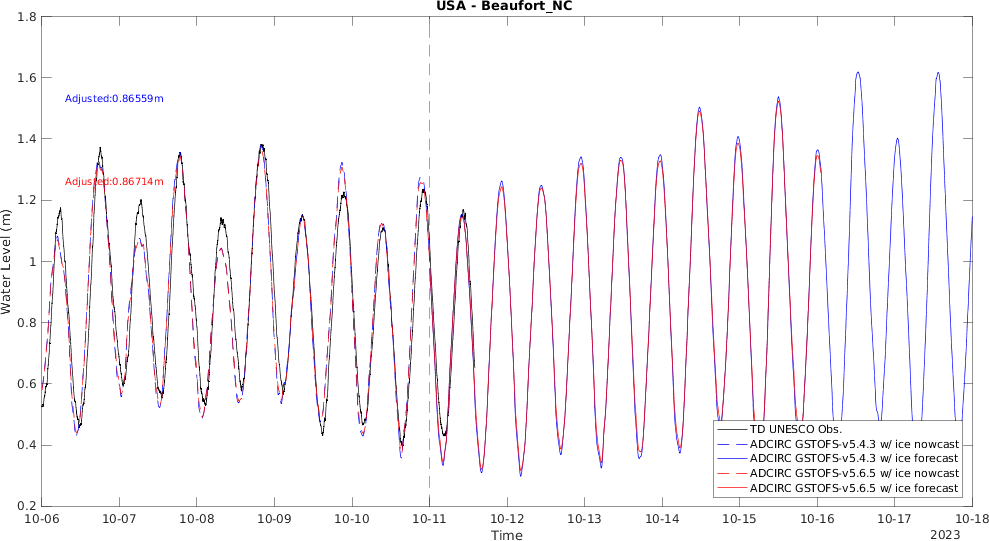 USA - Beaufort_NC
1.8
1.6
1.4
1.2
1
0.8
0.6
0.4
0.2
Water Level (m)
Adjusted:0.86559m
Adjusted:0.86714m
TD UNESCO Obs.
ADCIRC GSTOFS-v5.4.3 w/ ice nowcast
ADCIRC GSTOFS-v5.4.3 w/ ice forecast
ADCIRC GSTOFS-v5.6.5 w/ ice nowcast
ADCIRC GSTOFS-v5.6.5 w/ ice forecast
10-06 10-07 10-08 10-09 10-10 10-11 10-12 10-13 10-14 10-15 10-16 10-17 10-18
Time
2023